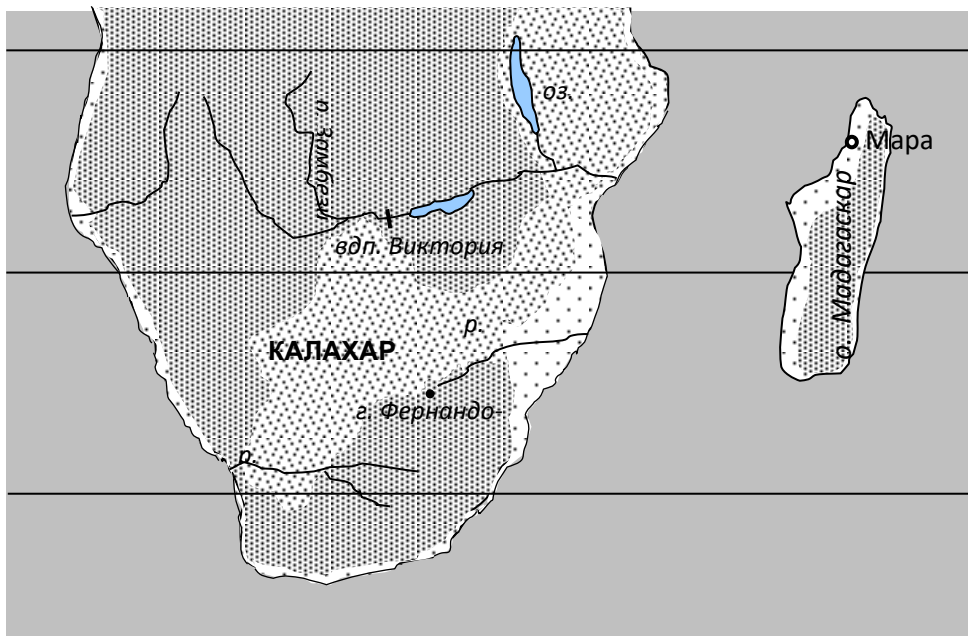 оз.
р. Замбези
Мара
вдп. Виктория
о. Мадагаскар
р.
КАЛАХАР
г. Фернандо-
р.